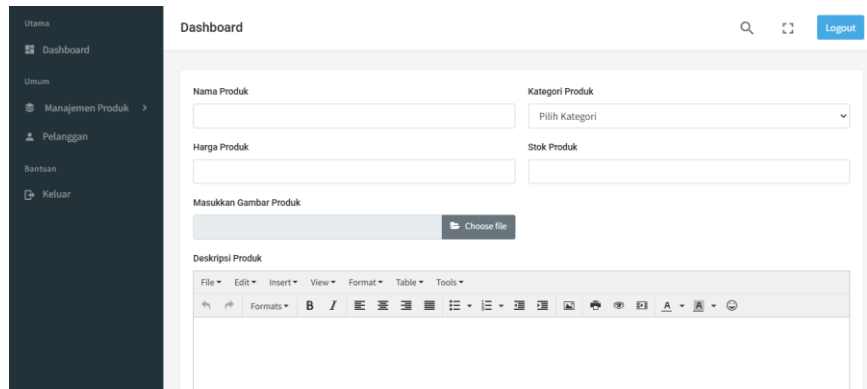 Utama
Dashboard
Umum
Manajemen Produk
Pelanggan
Bantuan
Keluar
Dashboard
Logout
Nama Produk
Kategori Produk
Pilih Kategori
Harga Produk
Stok Produk
Masukkan Gambar Produk
Choose file
Deskripsi Produk
File Edit Insert View Format Table Tools
Formats B I A A